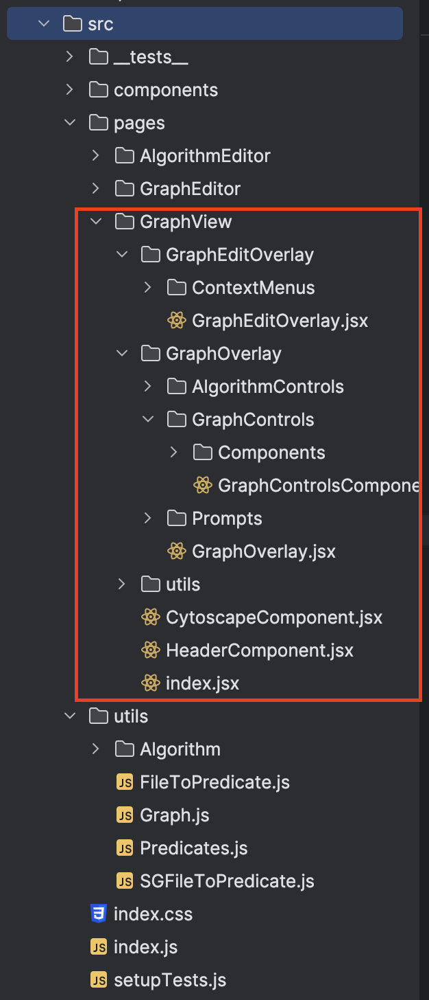 src
__tests__
components
pages
AlgorithmEditor
GraphEditor
GraphView
GraphEditOverlay
ContextMenus
GraphEditOverlay.jsx
GraphOverlay
AlgorithmControls
GraphControls
Components
GraphControlsCompone
Prompts
GraphOverlay.jsx
utils
CytoscapeComponent.jsx
HeaderComponent.jsx
index.jsx
utils
Algorithm
JS FileToPredicate.js
JS Graph.js
JS Predicates.js
JS SGFileToPredicate.js
index.css
JS index.js
JS setupTests.js